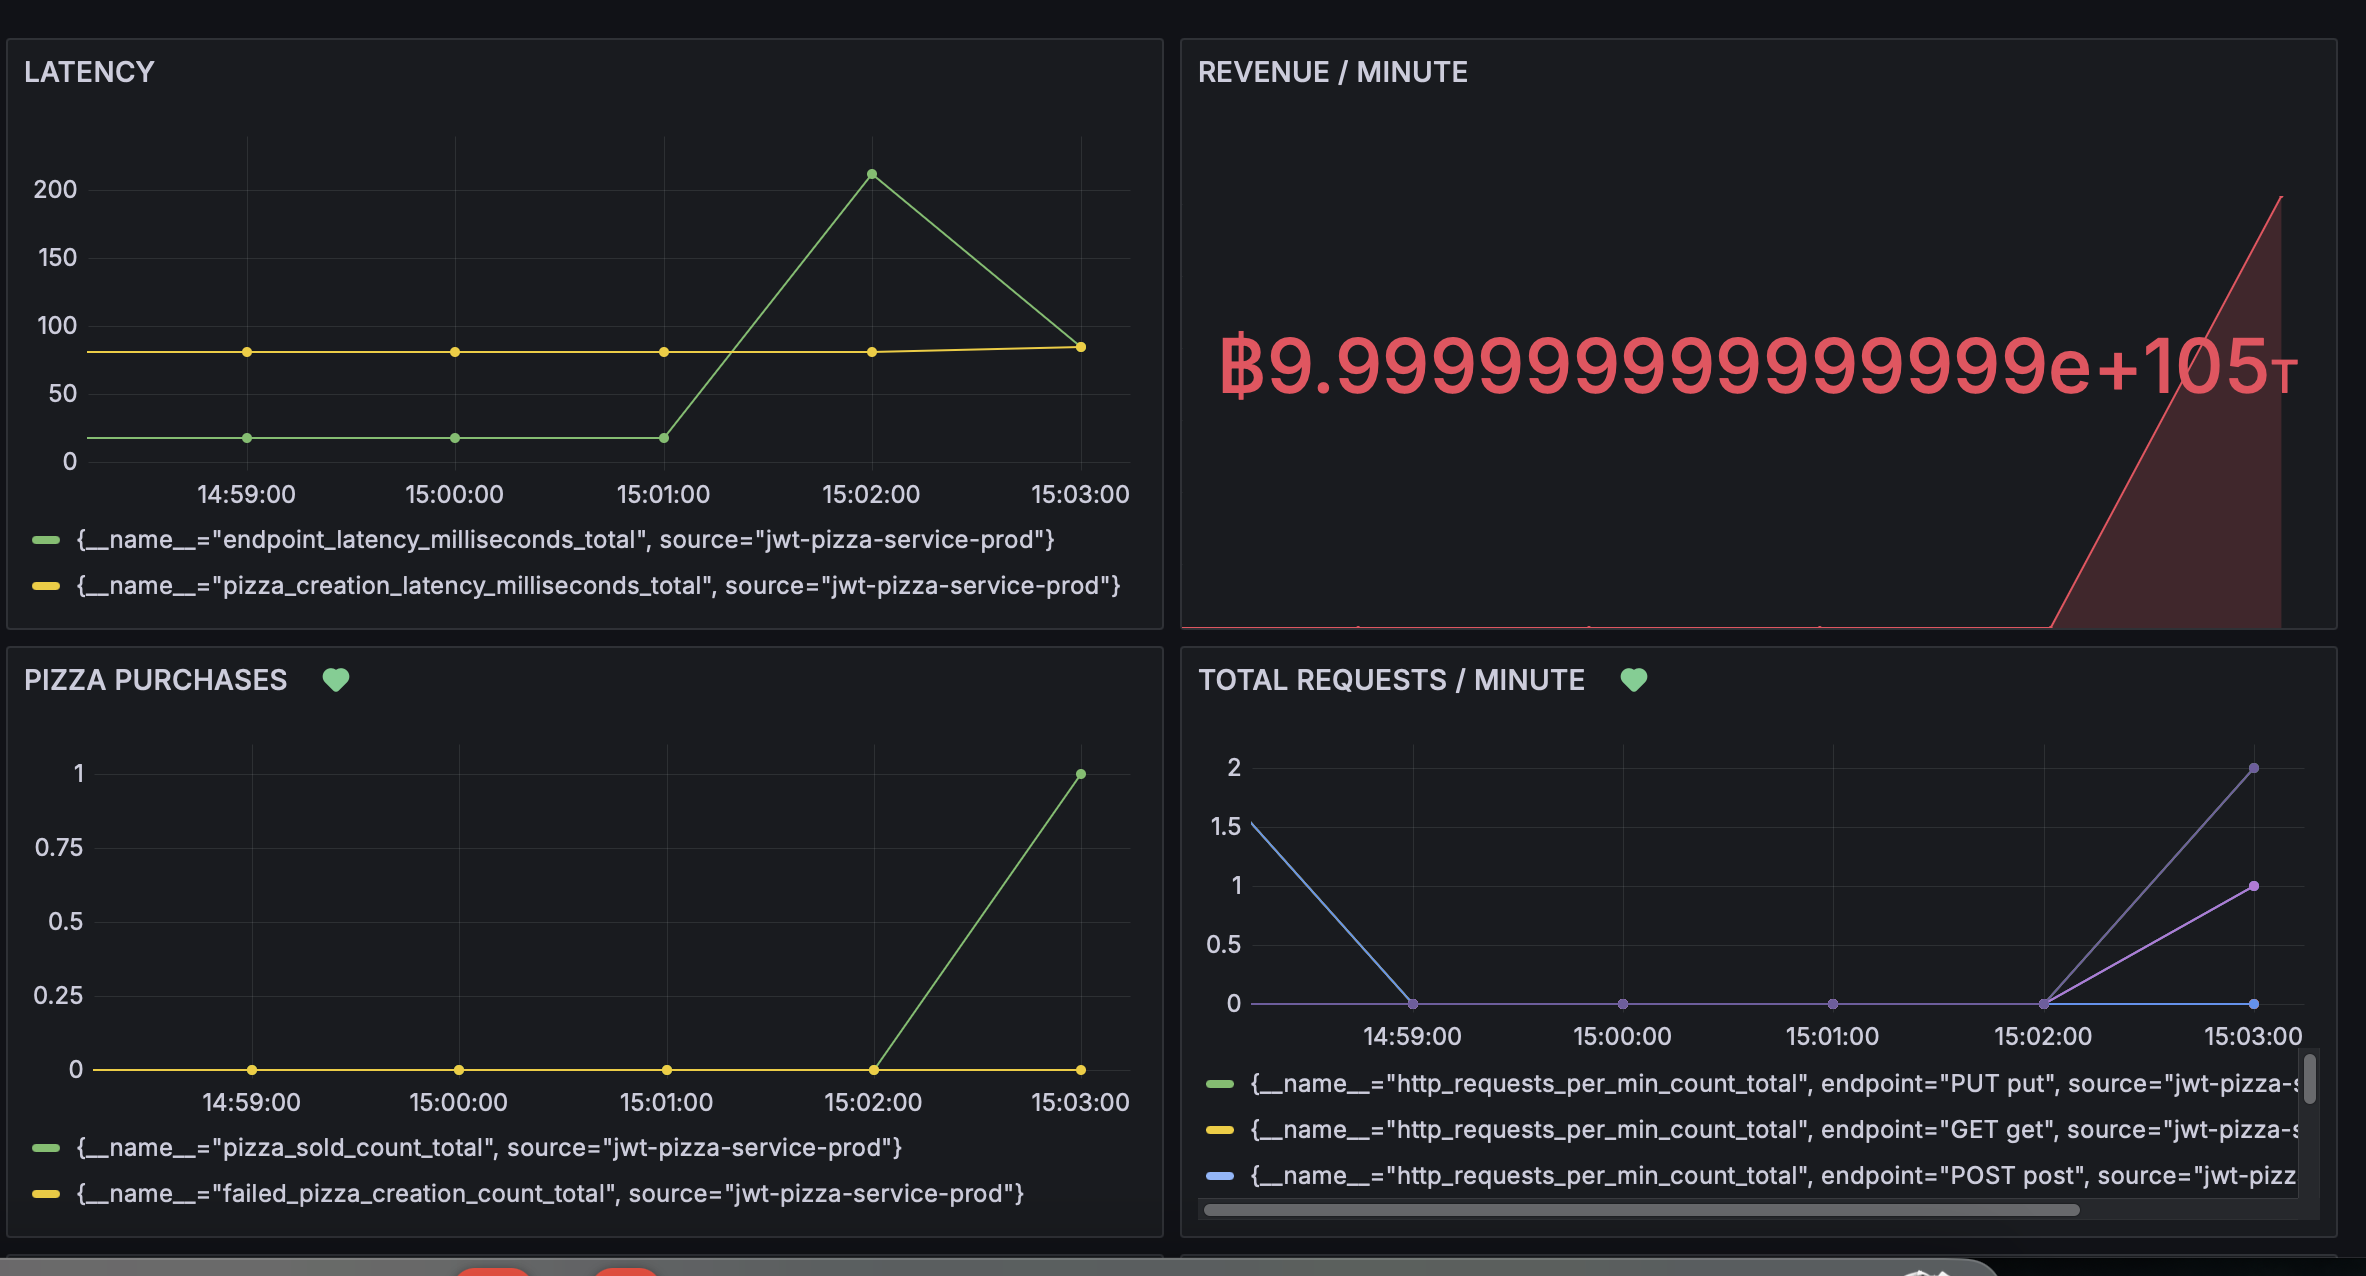 LATENCY
200
150
100
50
0
14:59:00 15:00:00 15:01:00 15:02:00 15:03:00
{__name__="endpoint_latency_milliseconds_total", source="jwt-pizza-service-prod"}
{__name__="pizza_creation_latency_milliseconds_total", source="jwt-pizza-service-prod"}
REVENUE / MINUTE
฿9.999999999999999e+105T
PIZZA PURCHASES
1
0.75
0.5
0.25
0
14:59:00 15:00:00 15:01:00 15:02:00 15:03:00
{__name__="pizza_sold_count_total", source="jwt-pizza-service-prod"}
{__name__="failed_pizza_creation_count_total", source="jwt-pizza-service-prod"}
TOTAL REQUESTS / MINUTE
2
1.5
1
0.5
0
14:59:00 15:00:00 15:01:00 15:02:00 15:03:00
{__name__="http_requests_per_min_count_total", endpoint="PUT put", source="jwt-pizza-s
{__name__="http_requests_per_min_count_total", endpoint="GET get", source="jwt-pizza-s
{__name__="http_requests_per_min_count_total", endpoint="POST post", source="jwt-pizz